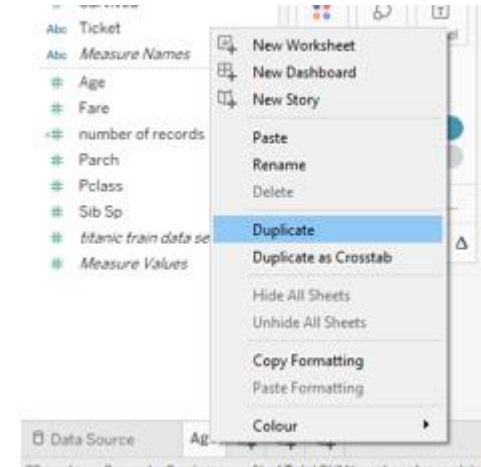 Abc Ticket
Abc Measure Names
# Age
# Fare
=# number of records
# Parch
# Pclass
# Sib Sp
# titanic train data se
# Measure Values
New Worksheet
New Dashboard
New Story
Paste
Rename
Delete
Duplicate
Duplicate as Crosstab
Hide All Sheets
Unhide All Sheets
Copy Formatting
Paste Formatting
Colour
Data Source
Ag